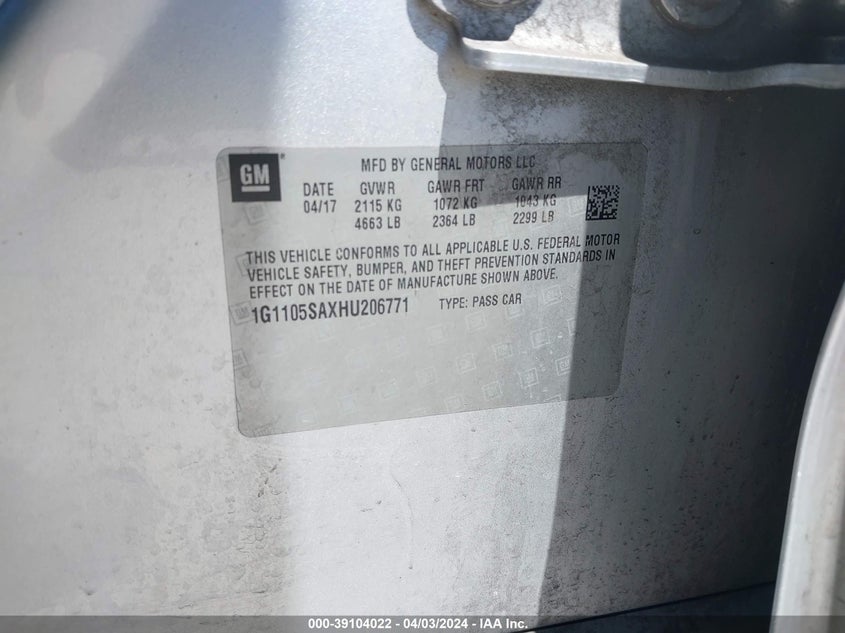 GM
MFD BY GENERAL MOTORS LLC
DATE GVWR GAWR FRT GAWR RR
04/17 2115 KG 1072 KG 1043 KG
4663 LB 2364 LB 2299 LB
THIS VEHICLE CONFORMS TO ALL APPLICABLE U.S. FEDERAL MOTOR
VEHICLE SAFETY, BUMPER, AND THEFT PREVENTION STANDARDS IN
EFFECT ON THE DATE OF MANUFACTURE SHOWN ABOVE.
1G1105SAXHU206771 TYPE: PASS CAR
000-39104022 - 04/03/2024 - IAA Inc.